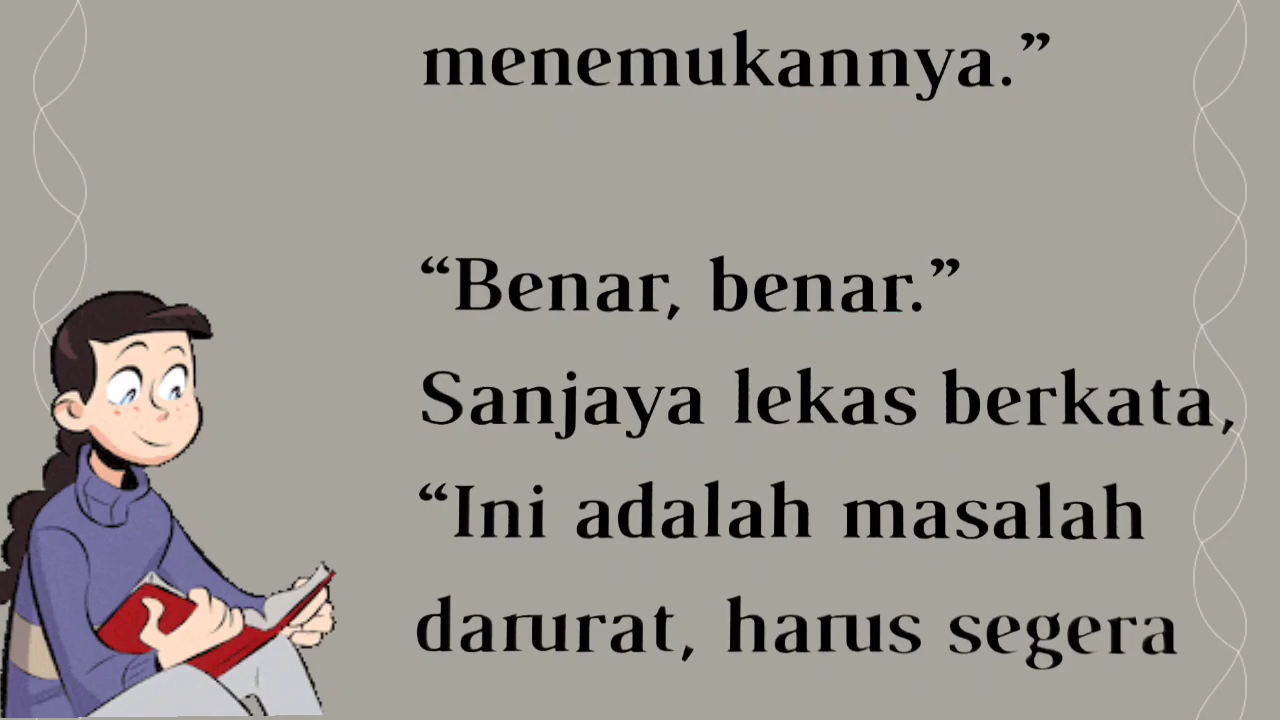 menemukannya.”
“Benar, benar.”
Sanjaya lekas berkata,
“Ini adalah masalah
darurat, harus segera